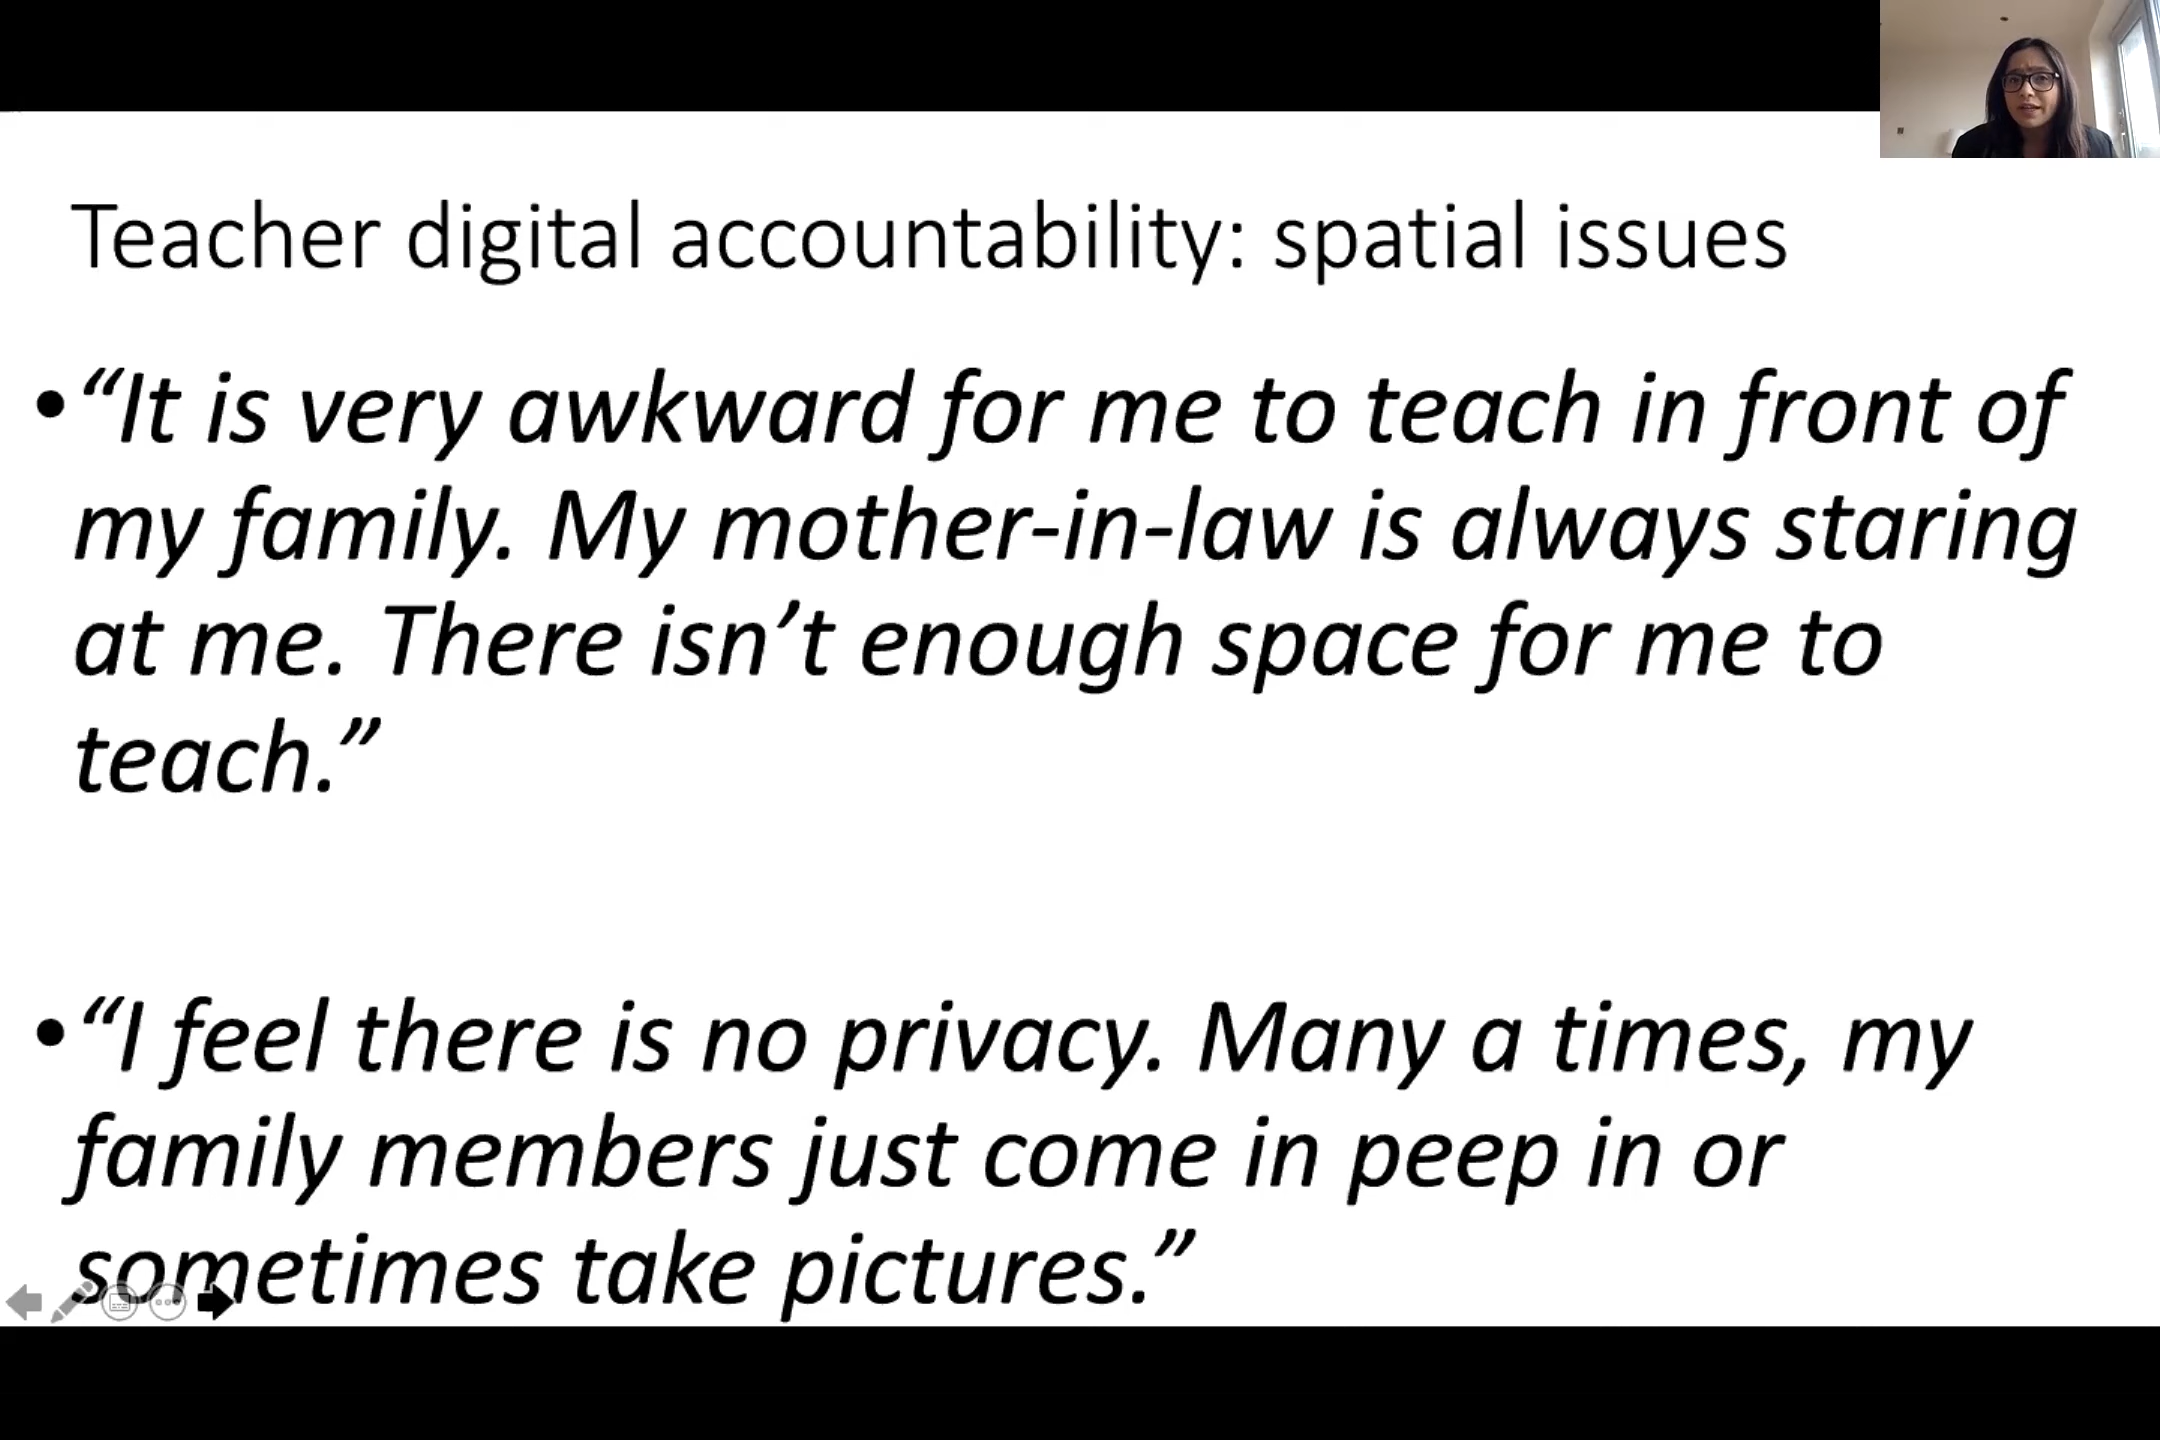 Teacher digital accountability: spatial issues
•“It is very awkward for me to teach in front of
my family. My mother-in-law is always staring
at me. There isn’t enough space for me to
teach.”
•“I feel there is no privacy. Many a times, my
family members just come in peep in or
sometimes take pictures.”